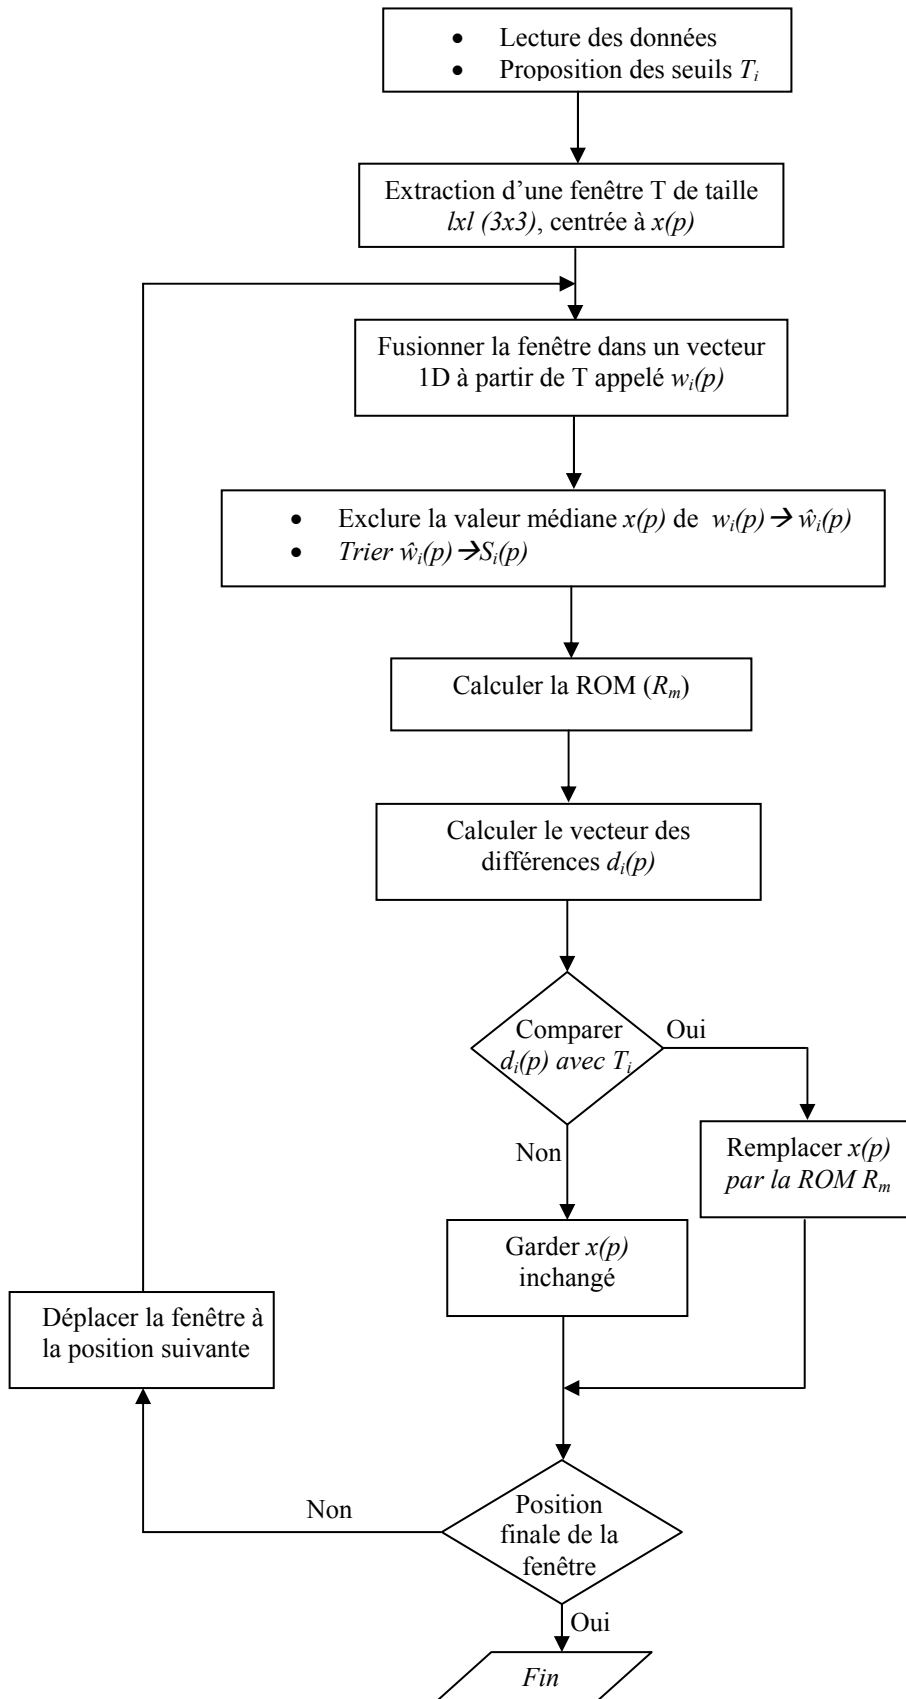 • Lecture des données
• Proposition des seuils Ti
Extraction d'une fenêtre T de taille
lxl (3x3), centrée à x(p)
Fusionner la fenêtre dans un vecteur
1D à partir de T appelé wi(p)
• Exclure la valeur médiane x(p) de wi(p)→ŵi(p)
• Trier ŵi(p)→Si(p)
Calculer la ROM (Rm)
Calculer le vecteur des
différences di(p)
Comparer
di(p) avec Ti
Oui
Non
Remplacer x(p)
par la ROM Rm
Garder x(p)
inchangé
Déplacer la fenêtre à
la position suivante
Non
Position
finale de la
fenêtre
Oui
Fin